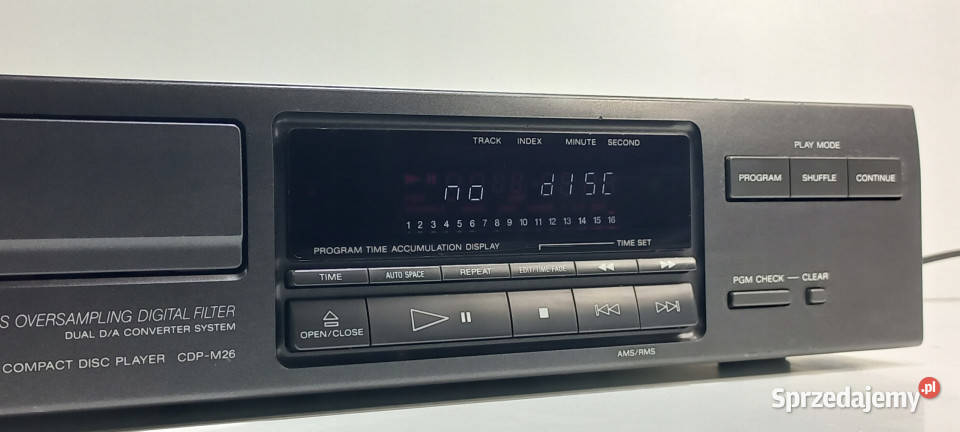 TRACK INDEX MINUTE SECOND
no dISC
1 2 3 4 5 6 7 8 9 10 11 12 13 14 15 16
PROGRAM TIME ACCUMULATION DISPLAY
TIME SET
TIME AUTO SPACE REPEAT EDIT/TIME FADE
OPEN/CLOSE
AMS/RMS
PLAY MODE
PROGRAM SHUFFLE CONTINUE
PGM CHECK CLEAR
S OVERSAMPLING DIGITAL FILTER
DUAL D/A CONVERTER SYSTEM
COMPACT DISC PLAYER CDP-M26
Sprzedajemy.pl